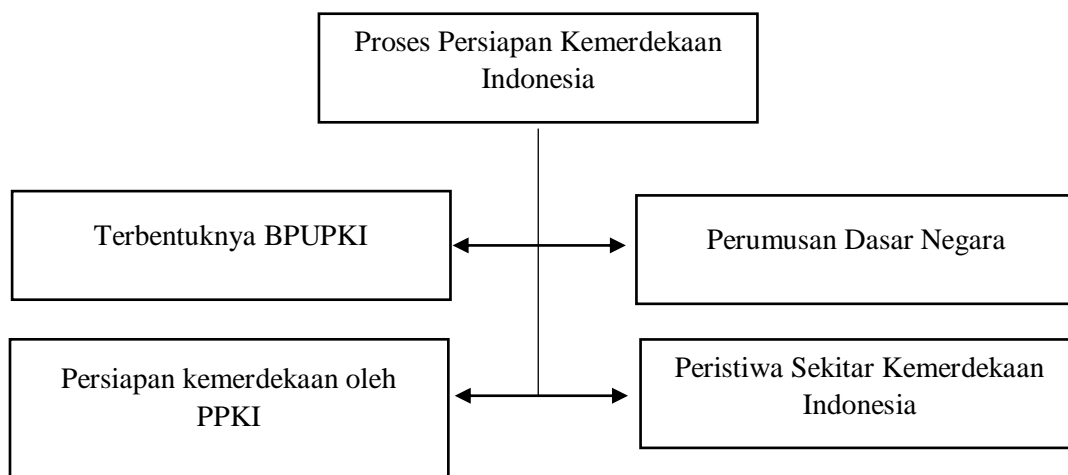 Proses Persiapan Kemerdekaan
Indonesia
Terbentuknya BPUPKI
Perumusan Dasar Negara
Persiapan kemerdekaan oleh
PPKI
Peristiwa Sekitar Kemerdekaan
Indonesia